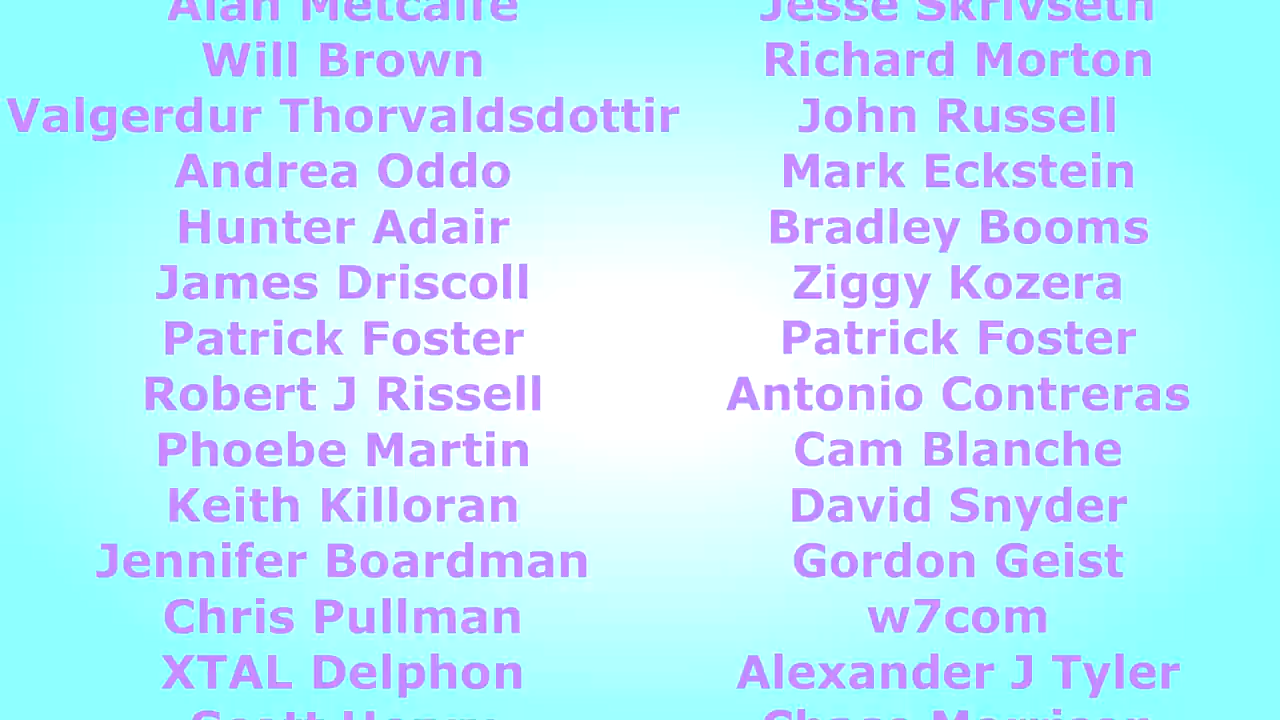 Alan Metcalfe Jesse Skrivseth
Will Brown Richard Morton
Valgerdur Thorvaldsdottir John Russell
Andrea Oddo Mark Eckstein
Hunter Adair Bradley Booms
James Driscoll Ziggy Kozera
Patrick Foster Patrick Foster
Robert J Rissell Antonio Contreras
Phoebe Martin Cam Blanche
Keith Killoran David Snyder
Jennifer Boardman Gordon Geist
Chris Pullman w7com
XTAL Delphon Alexander J Tyler
Scott Chase